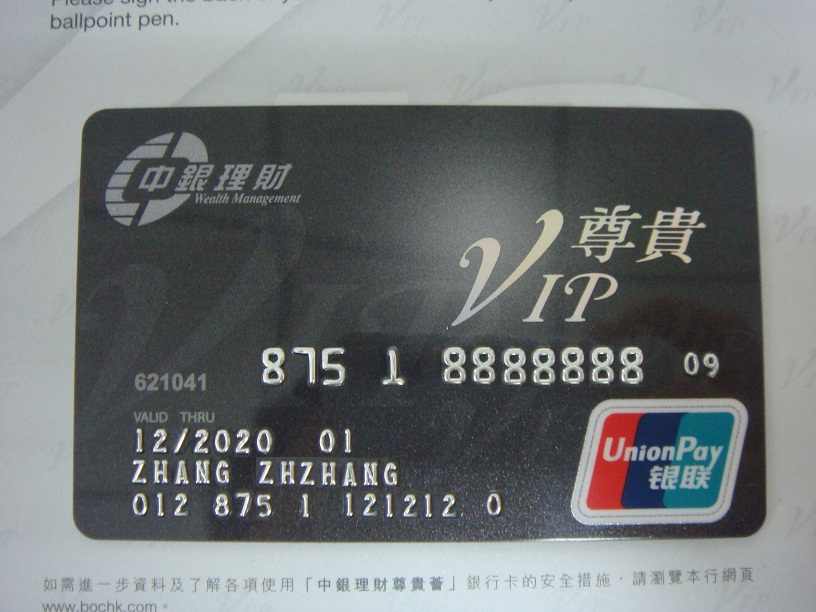 Please sign the
ballpoint pen.
中銀理財
Wealth Management
尊貴
VIP
875 1 8888888 09
621041
VALID THRU
12/2020 01
ZHANG ZHZHANG
012 875 1 121212 0
UnionPay
银联
如需進一步資料及了解各項使用「中銀理財尊貴薈」銀行卡的安全措施，請瀏覽本行網頁
www.bochk.com。